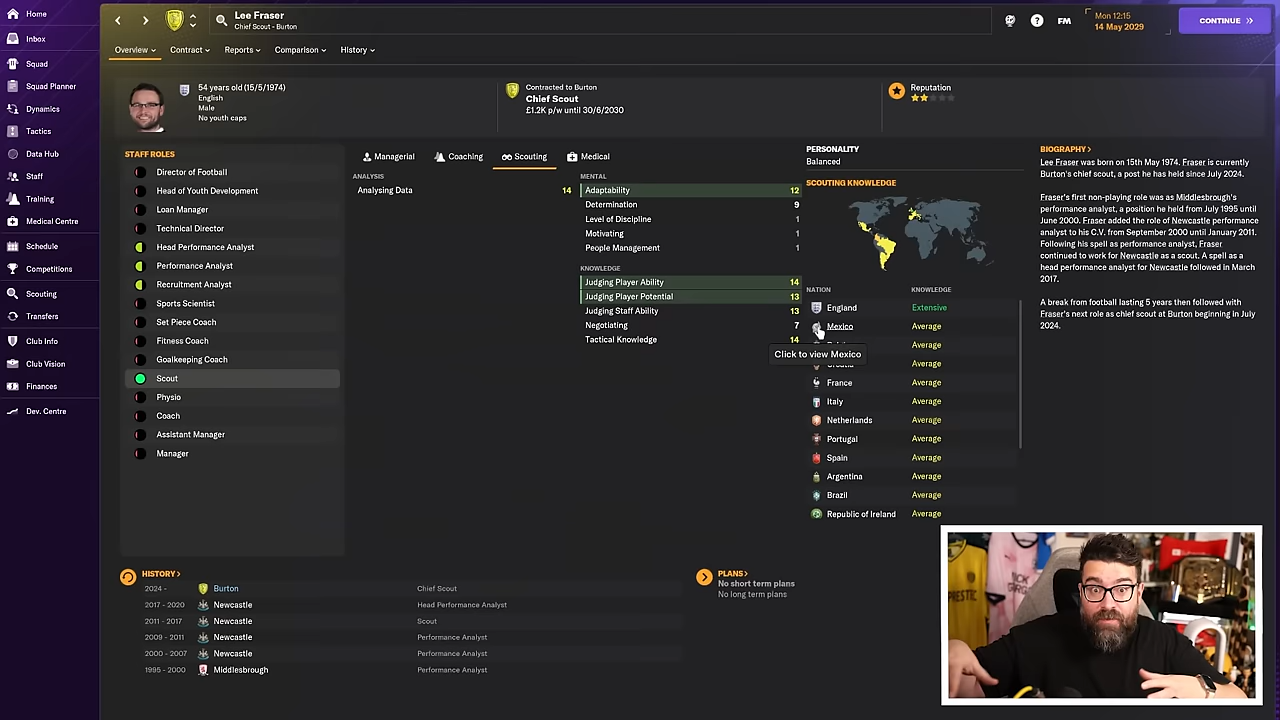 Home
Inbox
Squad
Squad Planner
Dynamics
Tactics
Data Hub
Staff
Training
Medical Centre
Schedule
Competitions
Scouting
Transfers
Club Info
Club Vision
Finances
Dev. Centre
Lee Fraser
Chief Scout - Burton
FM
Mon 12:15
14 May 2029
CONTINUE
Overview
Contract
Reports
Comparison
History
54 years old (15/5/1974)
English
Male
No youth caps
Contracted to Burton
Chief Scout
£1.2K p/w until 30/6/2030
Reputation
STAFF ROLES
Director of Football
Head of Youth Development
Loan Manager
Technical Director
Head Performance Analyst
Performance Analyst
Recruitment Analyst
Sports Scientist
Set Piece Coach
Fitness Coach
Goalkeeping Coach
Scout
Physio
Coach
Assistant Manager
Manager
Managerial
Coaching
Scouting
Medical
ANALYSIS
Analysing Data 14
MENTAL
Adaptability 12
Determination 9
Level of Discipline 1
Motivating 1
People Management 1
KNOWLEDGE
Judging Player Ability 14
Judging Player Potential 13
Judging Staff Ability 13
Negotiating 7
Tactical Knowledge 14
PERSONALITY
Balanced
SCOUTING KNOWLEDGE
NATION KNOWLEDGE
England Extensive
Mexico Average
Average
Click to view Mexico
Croatia Average
France Average
Italy Average
Netherlands Average
Portugal Average
Spain Average
Argentina Average
Brazil Average
Republic of Ireland Average
BIOGRAPHY >
Lee Fraser was born on 15th May 1974. Fraser is currently
Burton's chief scout, a post he has held since July 2024.
Fraser's first non-playing role was as Middlesbrough's
performance analyst, a position he held from July 1995 until
June 2000. Fraser added the role of Newcastle performance
analyst to his C.V. from September 2000 until January 2011.
Following his spell as performance analyst, Fraser
continued to work for Newcastle as a scout. A spell as a
head performance analyst for Newcastle followed in March
2017.
A break from football lasting 5 years then followed with
Fraser's next role as chief scout at Burton beginning in July
2024.
HISTORY >
2024 - Burton Chief Scout
2017 - 2020 Newcastle Head Performance Analyst
2011 - 2017 Newcastle Scout
2009 - 2011 Newcastle Performance Analyst
2000 - 2007 Newcastle Performance Analyst
1995 - 2000 Middlesbrough Performance Analyst
PLANS >
No short term plans
No long term plans